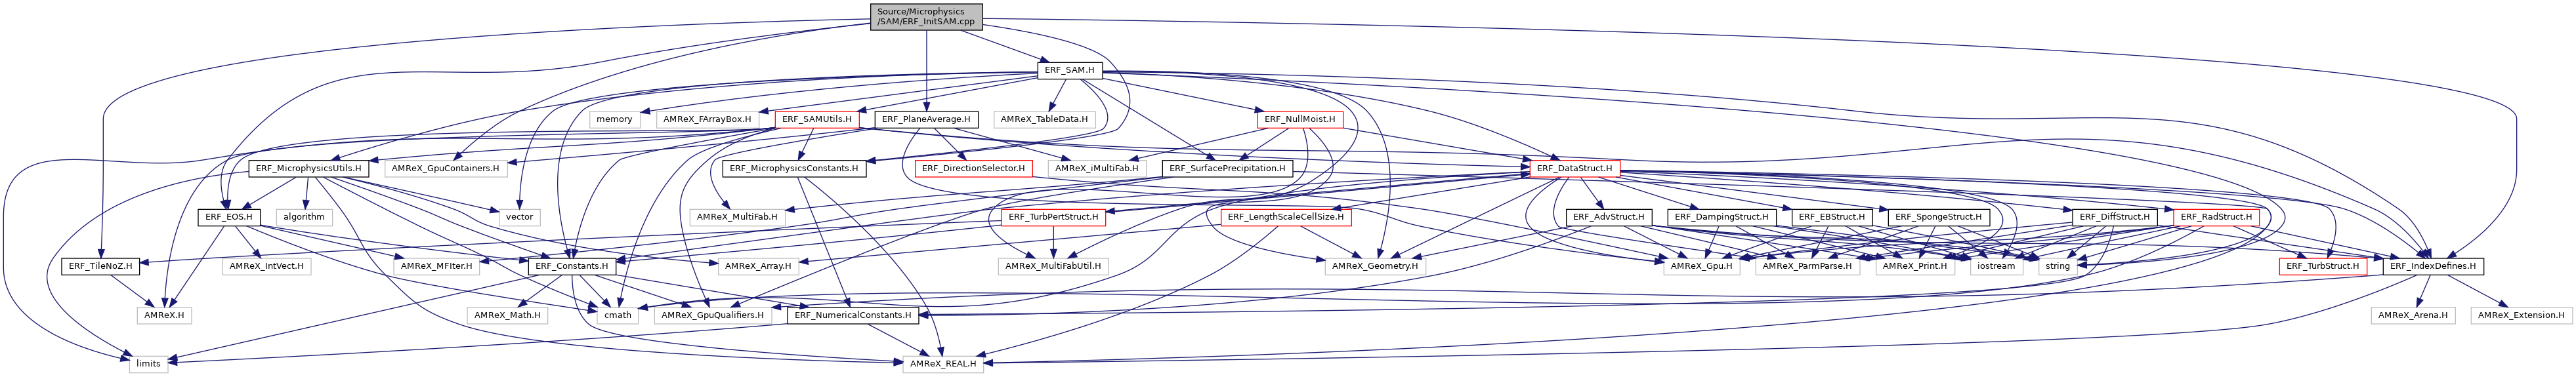 Source/Microphysics
/SAM/ERF_InitSAM.cpp
ERF_SAM.H
memory
AMReX_FArrayBox.H
ERF_SAMUtils.H
ERF_PlaneAverage.H
AMReX_TableData.H
ERF_NullMoist.H
ERF_MicrophysicsUtils.H
AMReX_GpuContainers.H
ERF_MicrophysicsConstants.H
ERF_DirectionSelector.H
AMReX_iMultiFab.H
ERF_SurfacePrecipitation.H
ERF_DataStruct.H
ERF_EOS.H
algorithm
vector
AMReX_MultiFab.H
ERF_TurbPertStruct.H
ERF_LengthScaleCellSize.H
ERF_AdvStruct.H
ERF_DampingStruct.H
ERF_EBStruct.H
ERF_SpongeStruct.H
ERF_DiffStruct.H
ERF_RadStruct.H
ERF_TileNoZ.H
AMReX_IntVect.H
AMReX_MFIter.H
ERF_Constants.H
AMReX_Array.H
AMReX_MultiFabUtil.H
AMReX_Geometry.H
AMReX_Gpu.H
AMReX_ParmParse.H
AMReX_Print.H
iostream
string
ERF_TurbStruct.H
ERF_IndexDefines.H
AMReX.H
AMReX_Math.H
cmath
AMReX_GpuQualifiers.H
ERF_NumericalConstants.H
AMReX_Arena.H
AMReX_Extension.H
limits
AMReX_REAL.H